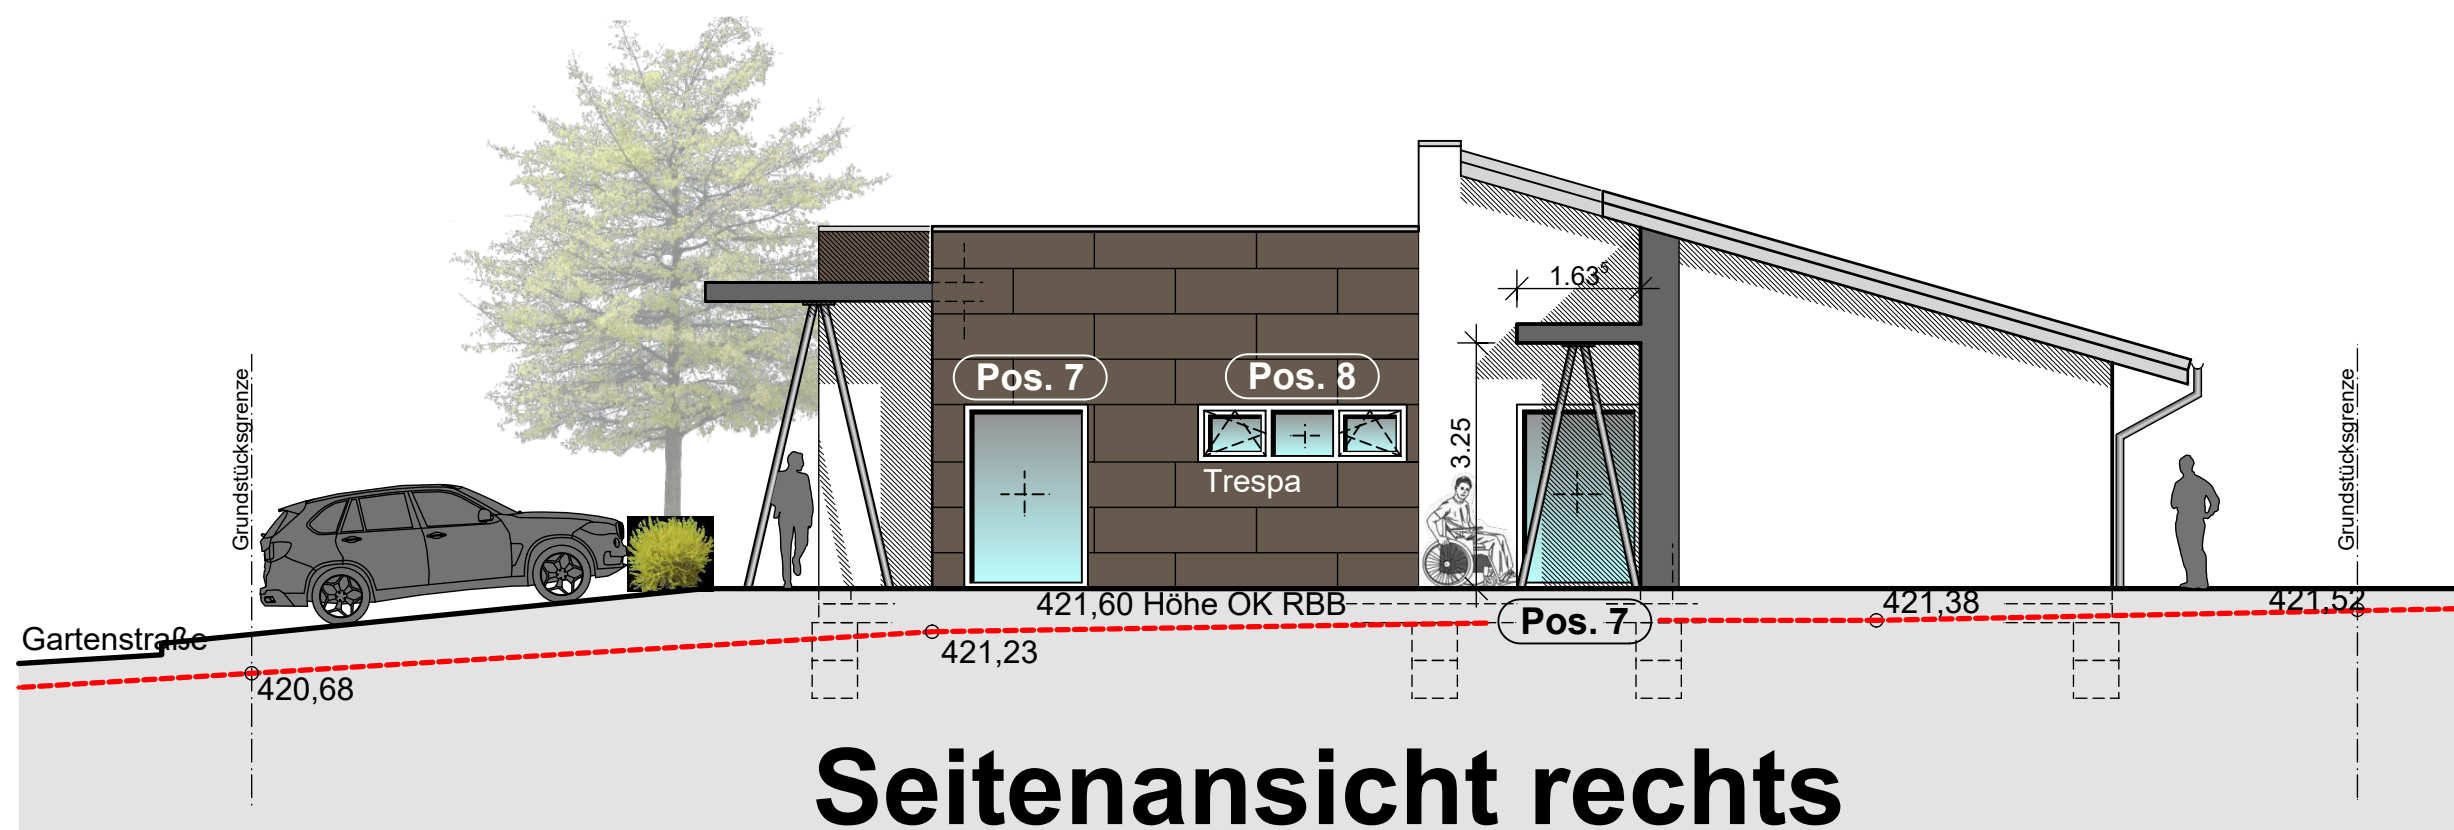 1.63⁵
Pos. 7
Pos. 8
Grundstücksgrenze
Grundstücksgrenze
3.25
Trespa
421,60 Höhe OK RBB
421,38
421,52
Pos. 7
Gartenstraße
421,23
420,68
Seitenansicht rechts